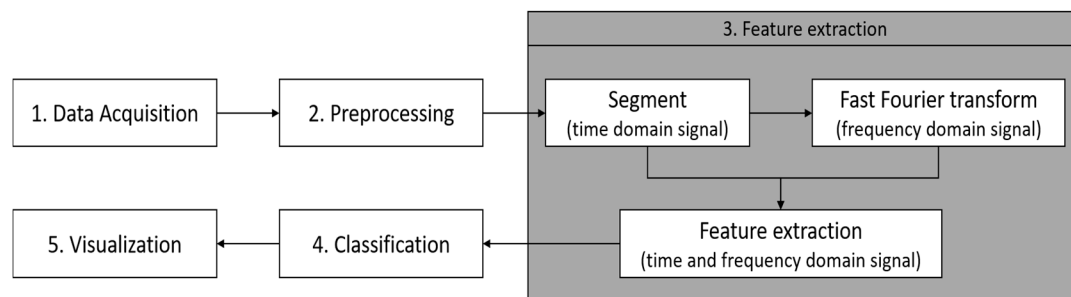 3. Feature extraction
1. Data Acquisition
2. Preprocessing
Segment
(time domain signal)
Fast Fourier transform
(frequency domain signal)
Feature extraction
(time and frequency domain signal)
4. Classification
5. Visualization